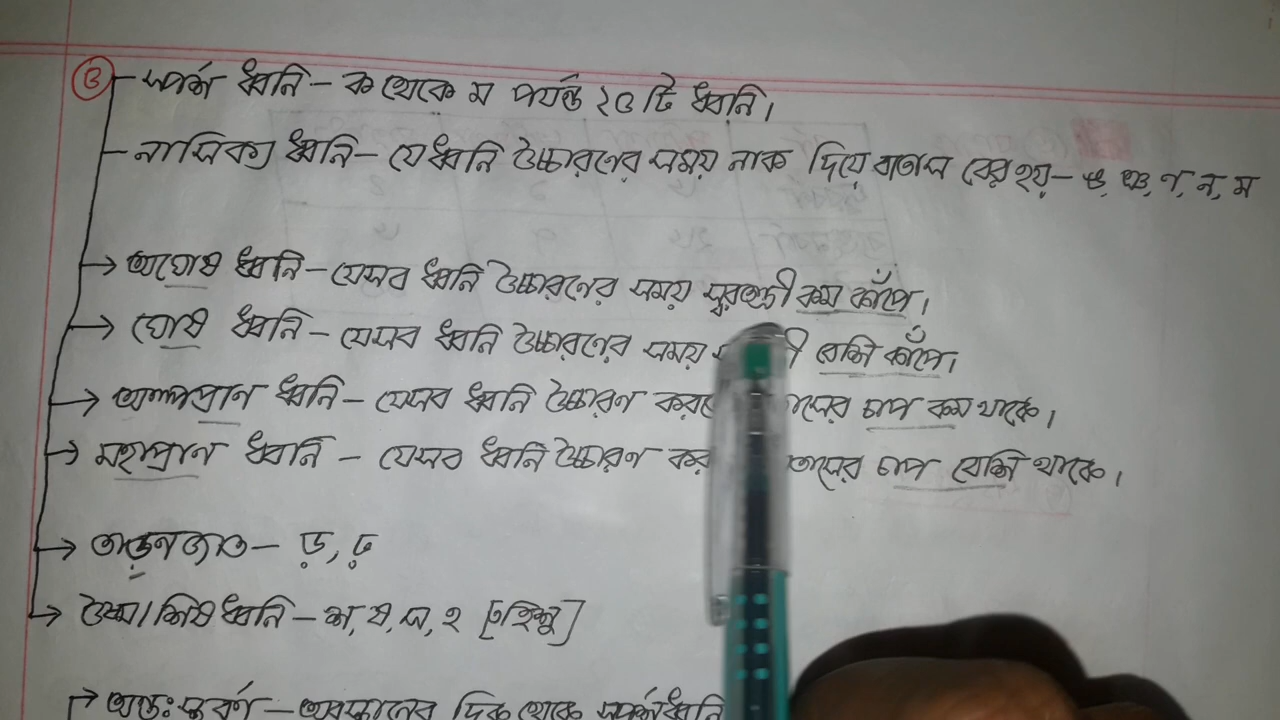 ৩ স্পর্শ ধ্বনি – ক থেকে ম পর্যন্ত ২৫টি ধ্বনি।
নাসিক্য ধ্বনি – যে ধ্বনি উচ্চারণের সময় নাক দিয়ে বাতাস বের হয় – ঙ, ঞ, ণ, ন, ম
→ অঘোষ ধ্বনি – যেসব ধ্বনি উচ্চারণের সময় স্বরতন্ত্রী কম কাঁপে।
→ ঘোষ ধ্বনি – যেসব ধ্বনি উচ্চারণের সময় বেশি কাঁপে।
→ অল্পপ্রাণ ধ্বনি – যেসব ধ্বনি উচ্চারণ চাপ কম থাকে।
→ মহাপ্রাণ ধ্বনি – যেসব ধ্বনি উচ্চারণ চাপ বেশি থাকে।
→ তাড়নজাত – ড়, ঢ়
→ উষ্ম/শিষ ধ্বনি – শ, ষ, স, হ
→ অন্তঃস্থ বর্ণ – অবস্থানের দিক থেকে স্পর্শধ্বনি